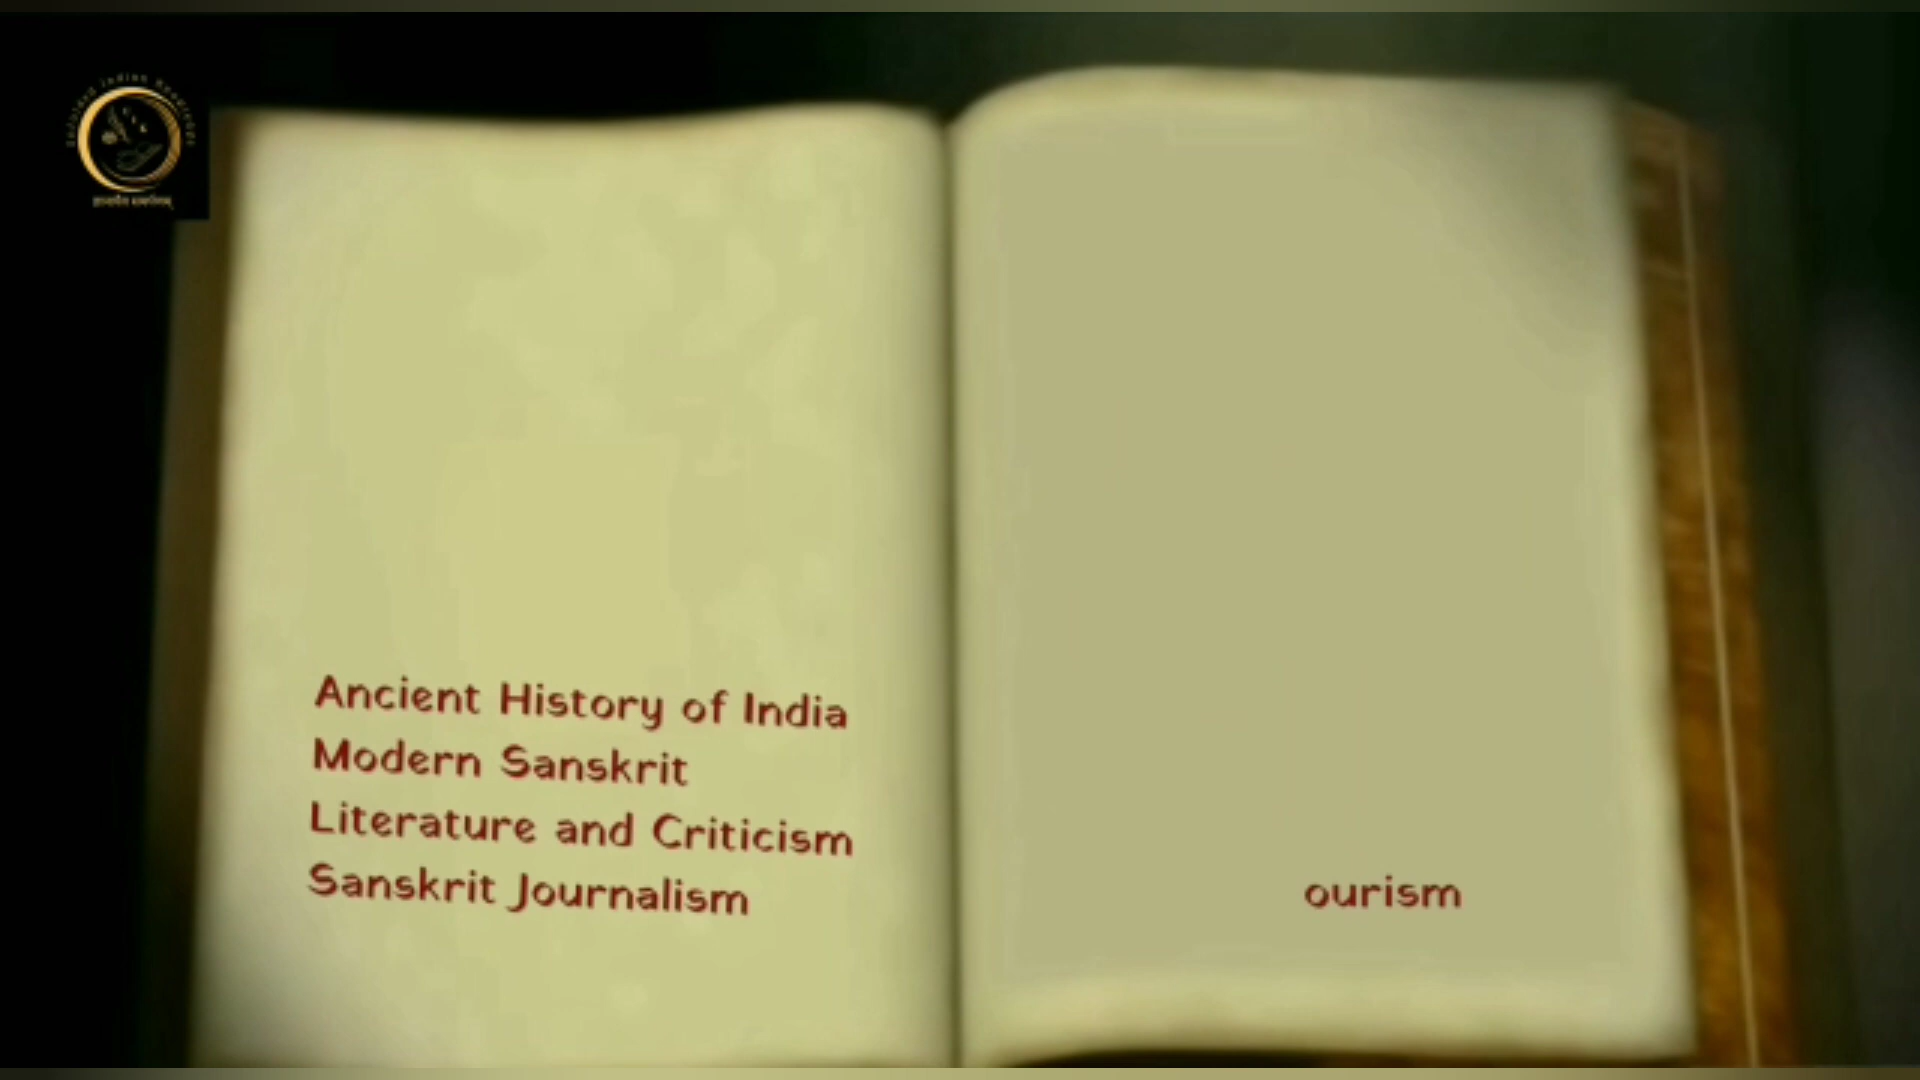 Ancient History of India
Modern Sanskrit
Literature and Criticism
Sanskrit Journalism
ourism